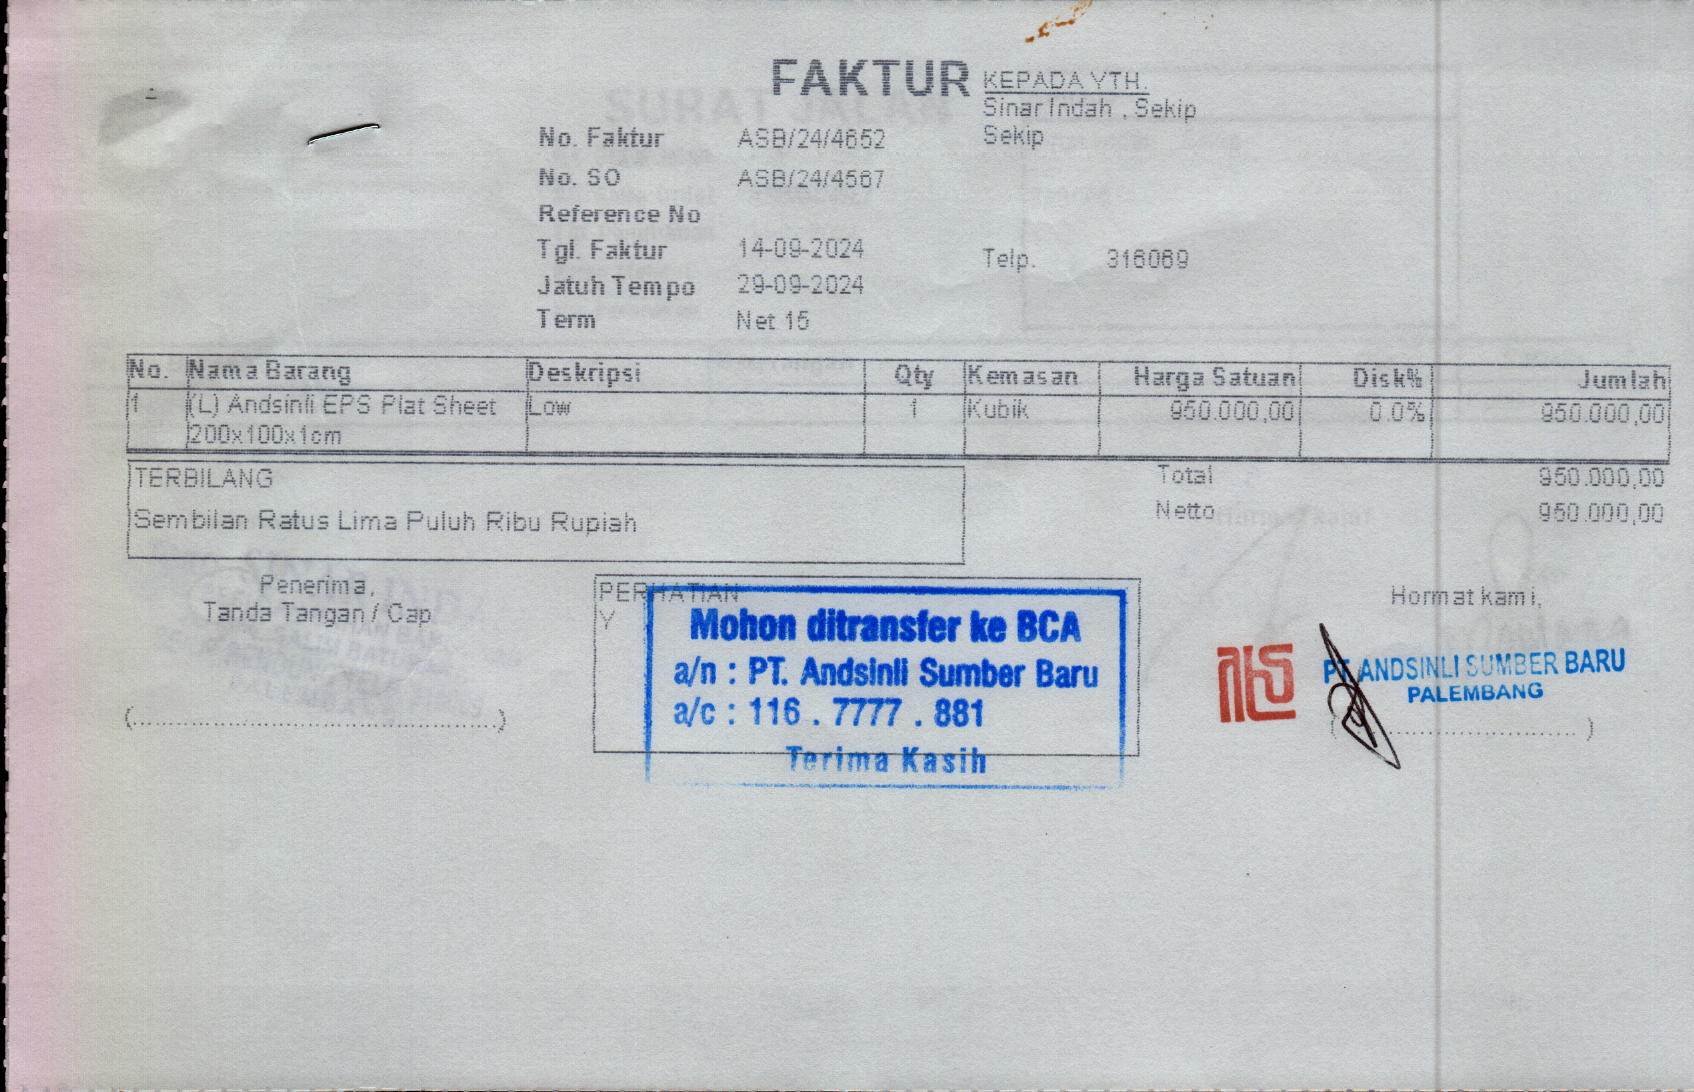 FAKTUR
KEPADA YTH.
Sinar Indah , Sekip
Sekip
No. Faktur ASB/24/4652
No. SO ASB/24/4567
Reference No
Tgl. Faktur 14-09-2024
Telp. 316069
Jatuh Tempo 29-09-2024
Term Net 15
No. Nama Barang Deskripsi Qty Kemasan Harga Satuan Disk% Jumlah
1 (L) Andsinli EPS Plat Sheet Low 1 Kubik 950.000,00 0.0% 950.000,00
200x100x1cm
TERBILANG
Sembilan Ratus Lima Puluh Ribu Rupiah
Total 950.000,00
Netto 950.000,00
Penerima,
Tanda Tangan / Cap
(............................................................)
PERHATIAN
Y
Mohon ditransfer ke BCA
a/n : PT. Andsinli Sumber Baru
a/c : 116 . 7777 . 881
Terima Kasih
Hormat kami,
PT. ANDSINLI SUMBER BARU
PALEMBANG
(........................................)